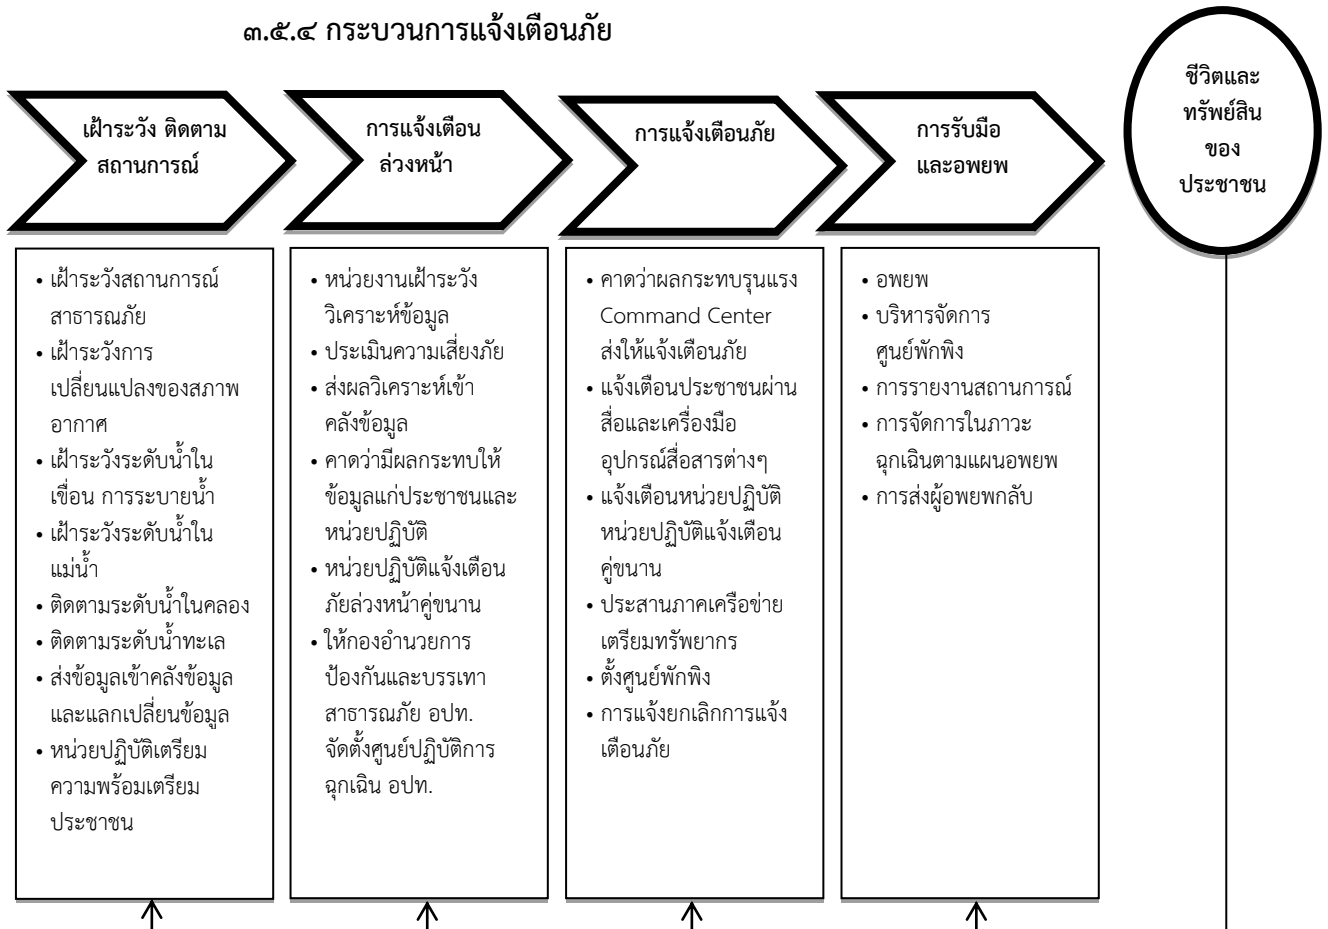 ๓.๕.๔ กระบวนการแจ้งเตือนภัย
เฝ้าระวัง ติดตาม
สถานการณ์
การแจ้งเตือน
ล่วงหน้า
การแจ้งเตือนภัย
การรับมือ
และอพยพ
ชีวิตและ
ทรัพย์สิน
ของ
ประชาชน
• เฝ้าระวังสถานการณ์
สาธารณภัย
• เฝ้าระวังการ
เปลี่ยนแปลงของสภาพ
อากาศ
• เฝ้าระวังระดับน้ำใน
เขื่อน การระบายน้ำ
• เฝ้าระวังระดับน้ำใน
แม่น้ำ
• ติดตามระดับน้ำในคลอง
• ติดตามระดับน้ำทะเล
• ส่งข้อมูลเข้าคลังข้อมูล
และแลกเปลี่ยนข้อมูล
• หน่วยปฏิบัติเตรียม
ความพร้อมเตรียม
ประชาชน
• หน่วยงานเฝ้าระวัง
วิเคราะห์ข้อมูล
• ประเมินความเสี่ยงภัย
• ส่งผลวิเคราะห์เข้า
คลังข้อมูล
• คาดว่ามีผลกระทบให้
ข้อมูลแก่ประชาชนและ
หน่วยปฏิบัติ
• หน่วยปฏิบัติแจ้งเตือน
ภัยล่วงหน้าคู่ขนาน
• ให้กองอำนวยการ
ป้องกันและบรรเทา
สาธารณภัย อปท.
จัดตั้งศูนย์ปฏิบัติการ
ฉุกเฉิน อปท.
• คาดว่าผลกระทบรุนแรง
Command Center
ส่งให้แจ้งเตือนภัย
• แจ้งเตือนประชาชนผ่าน
สื่อและเครื่องมือ
อุปกรณ์สื่อสารต่างๆ
• แจ้งเตือนหน่วยปฏิบัติ
หน่วยปฏิบัติแจ้งเตือน
คู่ขนาน
• ประสานภาคเครือข่าย
เตรียมทรัพยากร
• ตั้งศูนย์พักพิง
• การแจ้งยกเลิกการแจ้ง
เตือนภัย
• อพยพ
• บริหารจัดการ
ศูนย์พักพิง
• การรายงานสถานการณ์
• การจัดการในภาวะ
ฉุกเฉินตามแผนอพยพ
• การส่งผู้อพยพกลับ